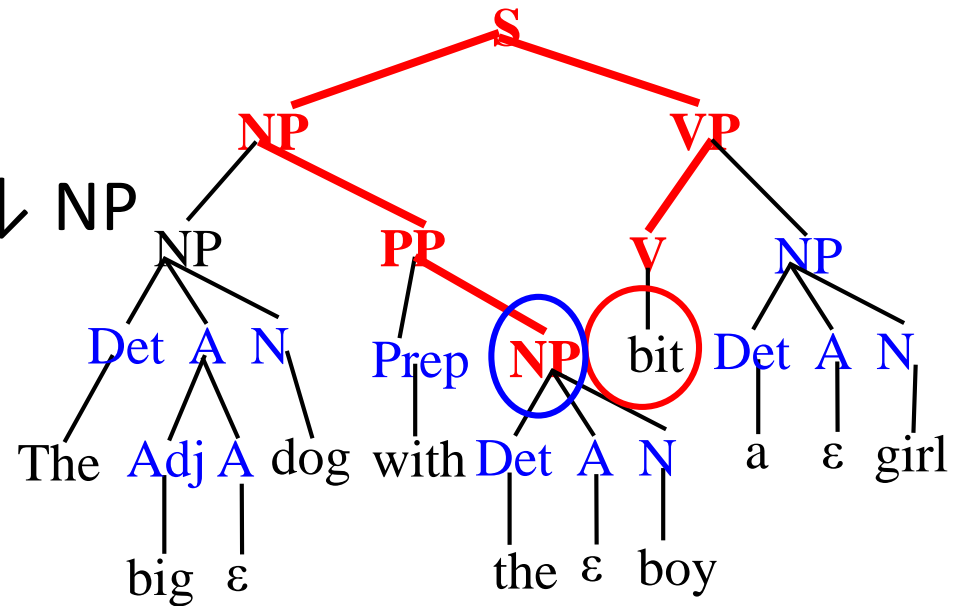 S
NP VP
↓ NP
NP PP V NP
Det A N Prep NP bit Det A N
The Adj A dog with Det A N a ε girl
big ε the ε boy